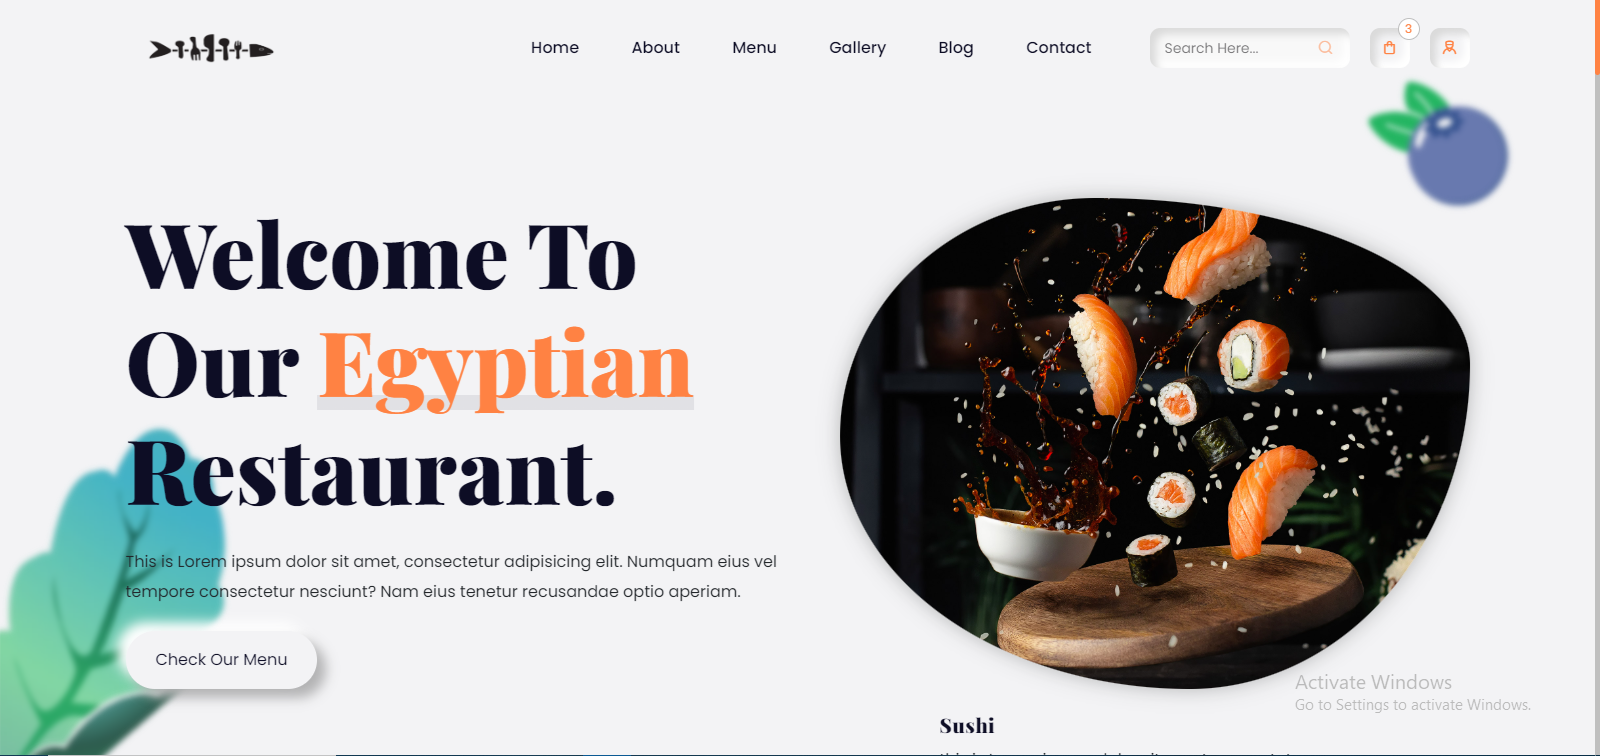 Home About Menu Gallery Blog Contact Search Here... 3
Welcome To
Our Egyptian
Restaurant.
This is Lorem ipsum dolor sit amet, consectetur adipisicing elit. Numquam eius vel
tempore consectetur nesciunt? Nam eius tenetur recusandae optio aperiam.
Check Our Menu
Activate Windows
Go to Settings to activate Windows.
Sushi